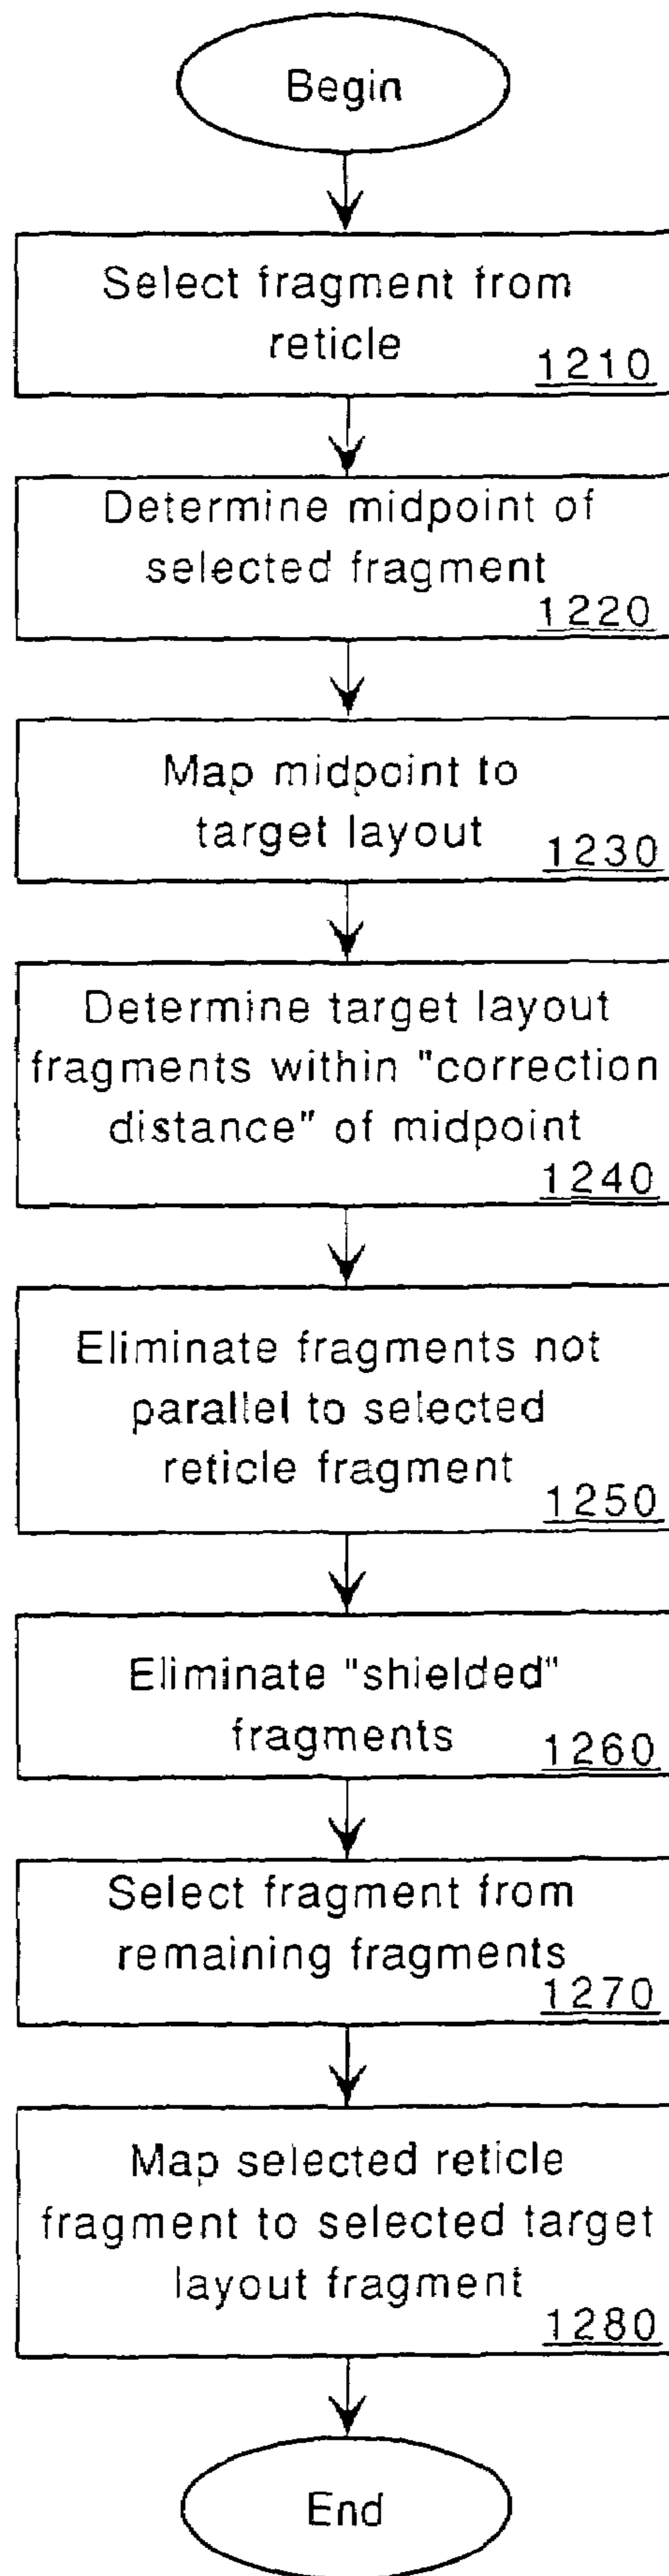 Begin
Select fragment from
reticle
1210
Determine midpoint of
selected fragment
1220
Map midpoint to
target layout
1230
Determine target layout
fragments within "correction
distance" of midpoint
1240
Eliminate fragments not
parallel to selected
reticle fragment
1250
Eliminate "shielded"
fragments
1260
Select fragment from
remaining fragments
1270
Map selected reticle
fragment to selected target
layout fragment
1280
End